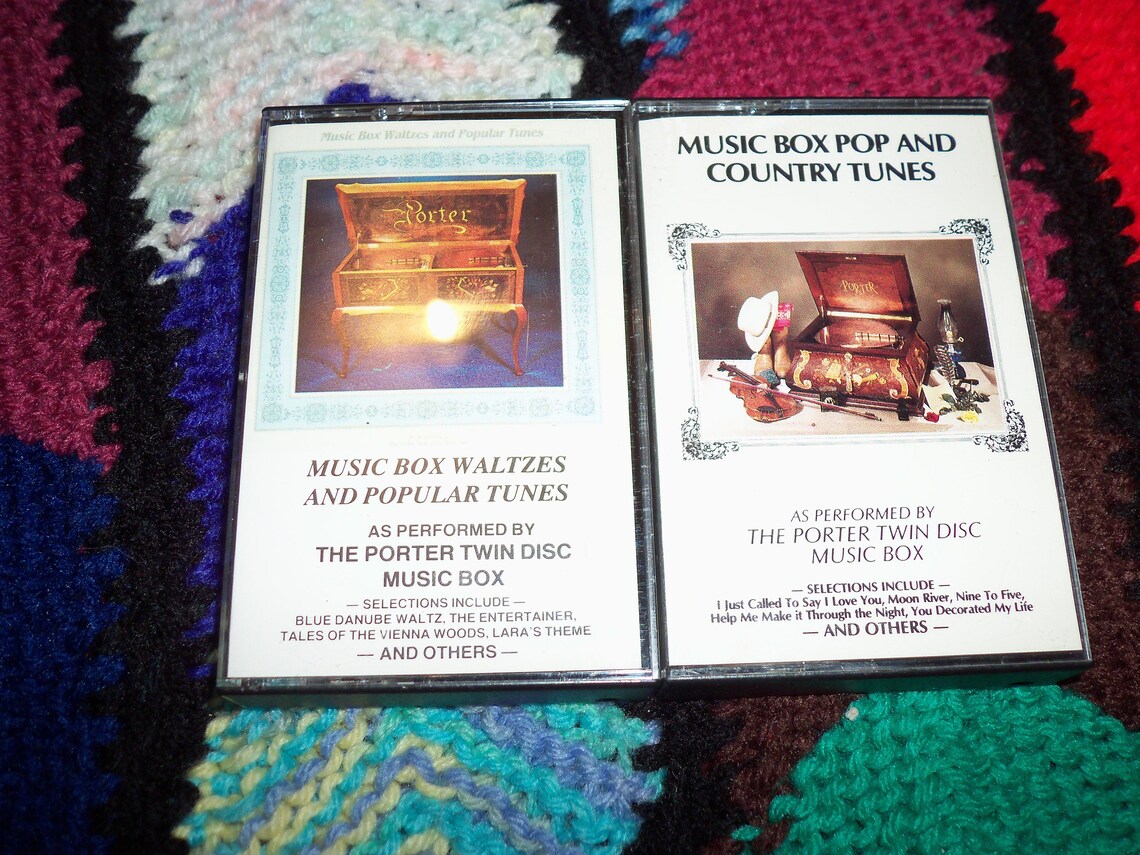 Music Box Waltzes and Popular Tunes
Porter
MUSIC BOX WALTZES
AND POPULAR TUNES
AS PERFORMED BY
THE PORTER TWIN DISC
MUSIC BOX
— SELECTIONS INCLUDE —
BLUE DANUBE WALTZ, THE ENTERTAINER,
TALES OF THE VIENNA WOODS, LARA'S THEME
— AND OTHERS —
MUSIC BOX POP AND
COUNTRY TUNES
PORTER
AS PERFORMED BY
THE PORTER TWIN DISC
MUSIC BOX
— SELECTIONS INCLUDE —
I Just Called To Say I Love You, Moon River, Nine To Five,
Help Me Make it Through the Night, You Decorated My Life
— AND OTHERS —